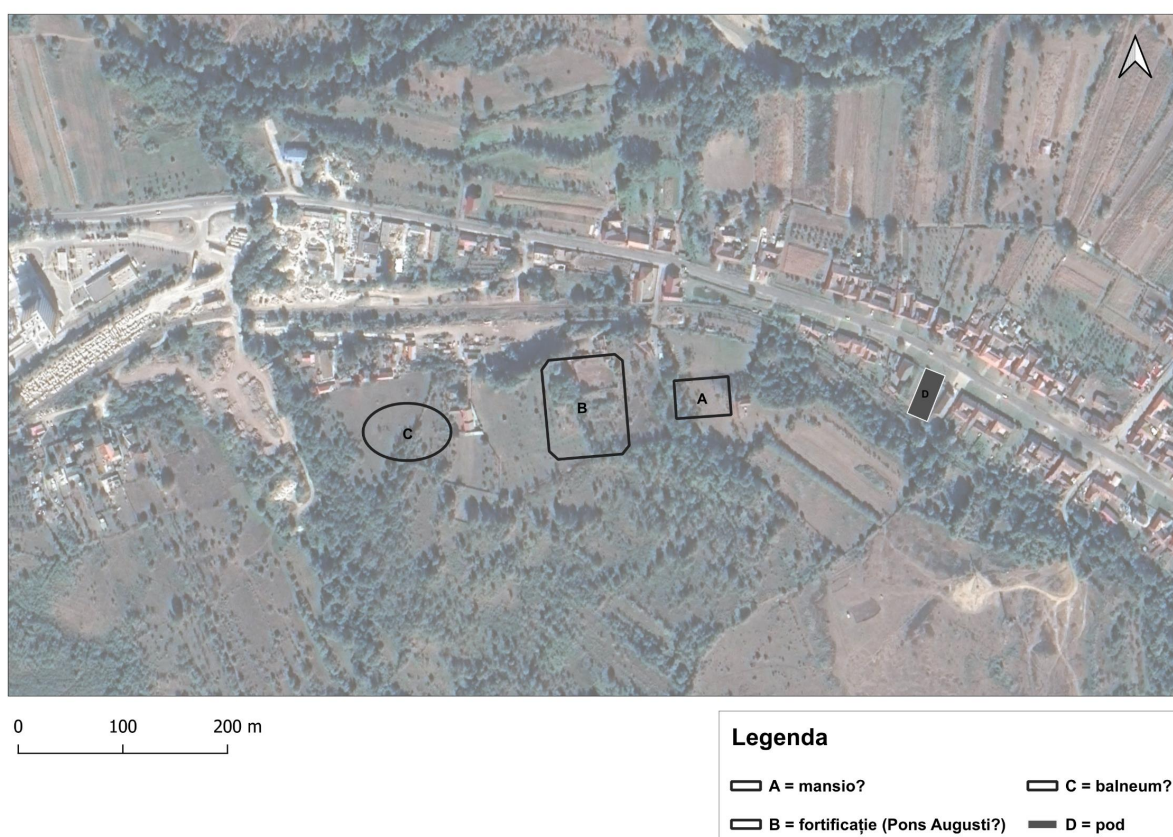 C
B
A
D
0 100 200 m
Legenda
A = mansio? C = balneum?
B = fortificație (Pons Augusti?) D = pod